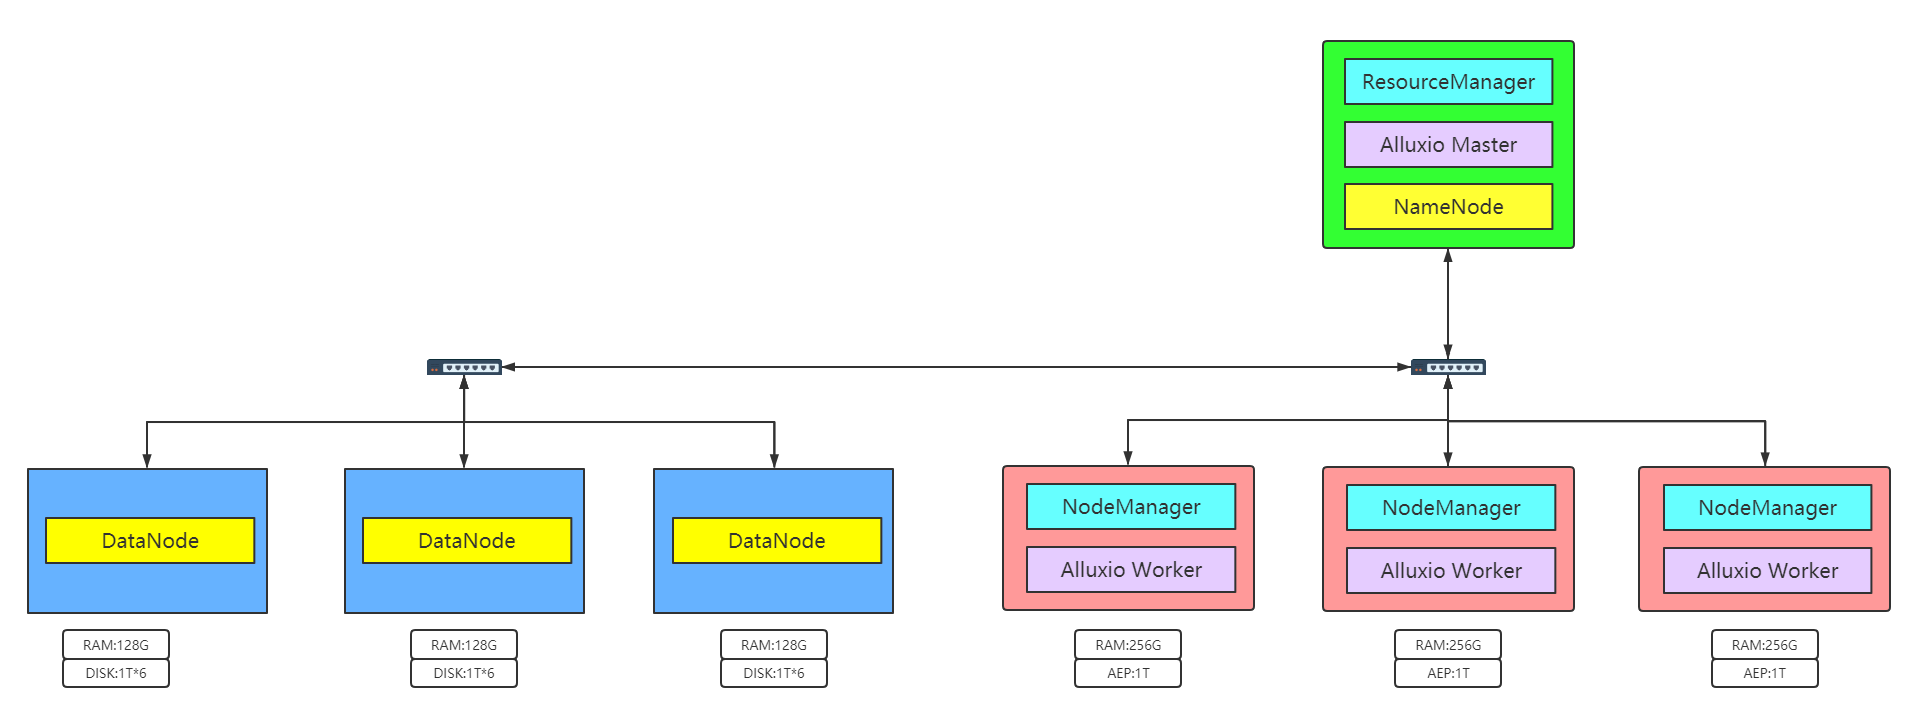 ResourceManager
Alluxio Master
NameNode
DataNode
DataNode
DataNode
NodeManager
NodeManager
NodeManager
Alluxio Worker
Alluxio Worker
Alluxio Worker
RAM:128G
RAM:128G
RAM:128G
RAM:256G
RAM:256G
RAM:256G
DISK:1T*6
DISK:1T*6
DISK:1T*6
AEP:1T
AEP:1T
AEP:1T